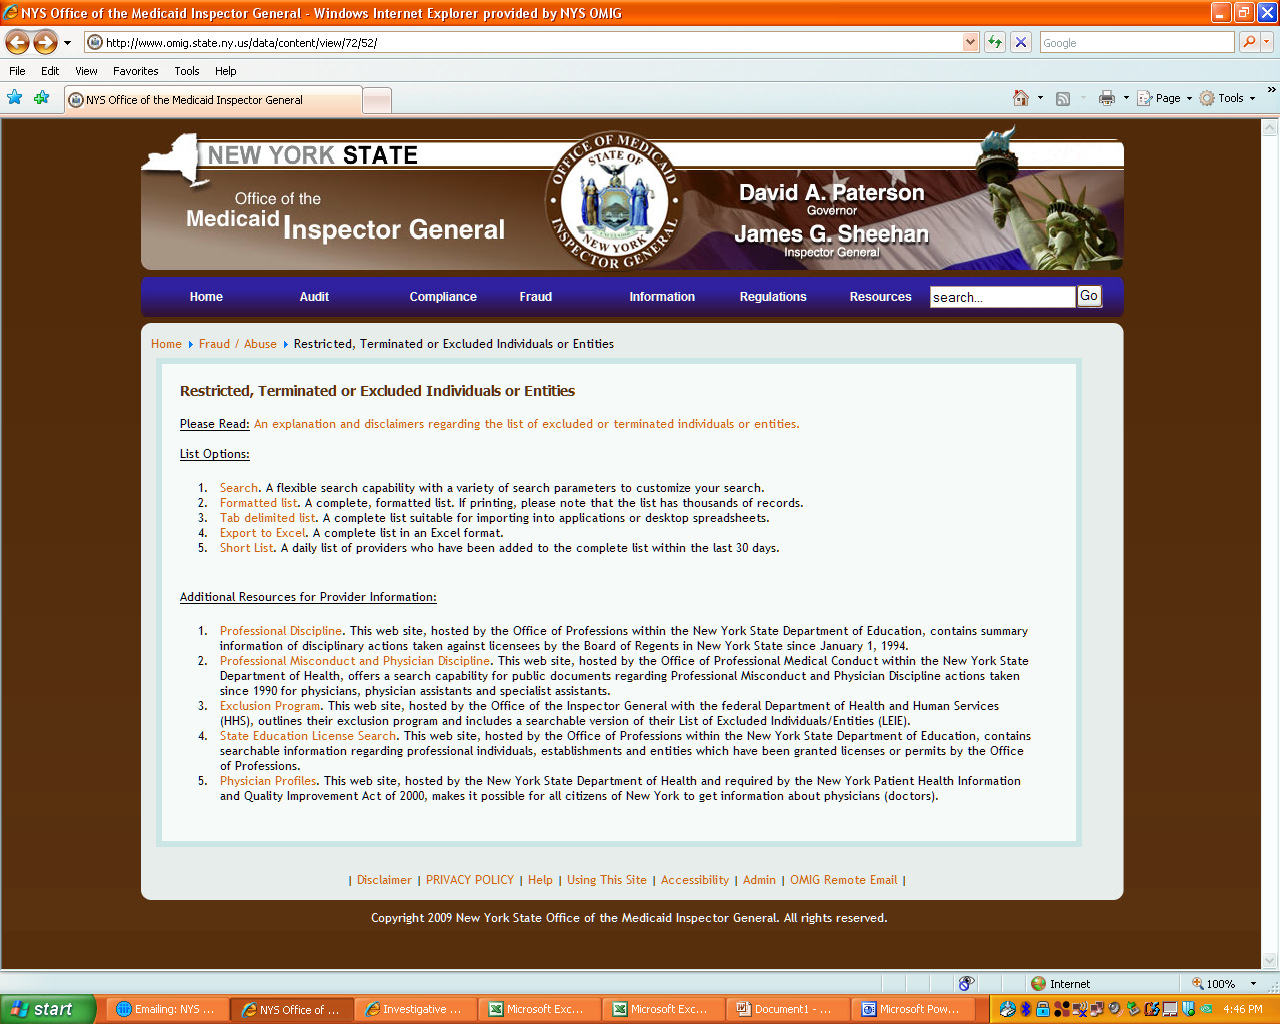 NYS Office of the Medicaid Inspector General - Windows Internet Explorer provided by NYS OMIG
http://www.omig.state.ny.us/data/content/view/72/52/
Google
File Edit View Favorites Tools Help
NYS Office of the Medicaid Inspector General
Page Tools
NEW YORK STATE
Office of the
Medicaid Inspector General
OFFICE OF MEDICAID INSPECTOR GENERAL
STATE OF NEW YORK
David A. Paterson
Governor
James G. Sheehan
Inspector General
Home Audit Compliance Fraud Information Regulations Resources search... Go
Home Fraud / Abuse Restricted, Terminated or Excluded Individuals or Entities
Restricted, Terminated or Excluded Individuals or Entities
Please Read: An explanation and disclaimers regarding the list of excluded or terminated individuals or entities.
List Options:
1. Search. A flexible search capability with a variety of search parameters to customize your search.
2. Formatted list. A complete, formatted list. If printing, please note that the list has thousands of records.
3. Tab delimited list. A complete list suitable for importing into applications or desktop spreadsheets.
4. Export to Excel. A complete list in an Excel format.
5. Short List. A daily list of providers who have been added to the complete list within the last 30 days.
Additional Resources for Provider Information:
1. Professional Discipline. This web site, hosted by the Office of Professions within the New York State Department of Education, contains summary
information of disciplinary actions taken against licensees by the Board of Regents in New York State since January 1, 1994.
2. Professional Misconduct and Physician Discipline. This web site, hosted by the Office of Professional Medical Conduct within the New York State
Department of Health, offers a search capability for public documents regarding Professional Misconduct and Physician Discipline actions taken
since 1990 for physicians, physician assistants and specialist assistants.
3. Exclusion Program. This web site, hosted by the Office of the Inspector General with the federal Department of Health and Human Services
(HHS), outlines their exclusion program and includes a searchable version of their List of Excluded Individuals/Entities (LEIE).
4. State Education License Search. This web site, hosted by the Office of Professions within the New York State Department of Education, contains
searchable information regarding professional individuals, establishments and entities which have been granted licenses or permits by the Office
of Professions.
5. Physician Profiles. This web site, hosted by the New York State Department of Health and required by the New York Patient Health Information
and Quality Improvement Act of 2000, makes it possible for all citizens of New York to get information about physicians (doctors).
| Disclaimer | PRIVACY POLICY | Help | Using This Site | Accessibility | Admin | OMIG Remote Email |
Copyright 2009 New York State Office of the Medicaid Inspector General. All rights reserved.
Internet 100%
start Emailing: NYS ... NYS Office of ... Investigative ... Microsoft Exc... Microsoft Exc... Document1 - ... Microsoft Pow... 4:46 PM